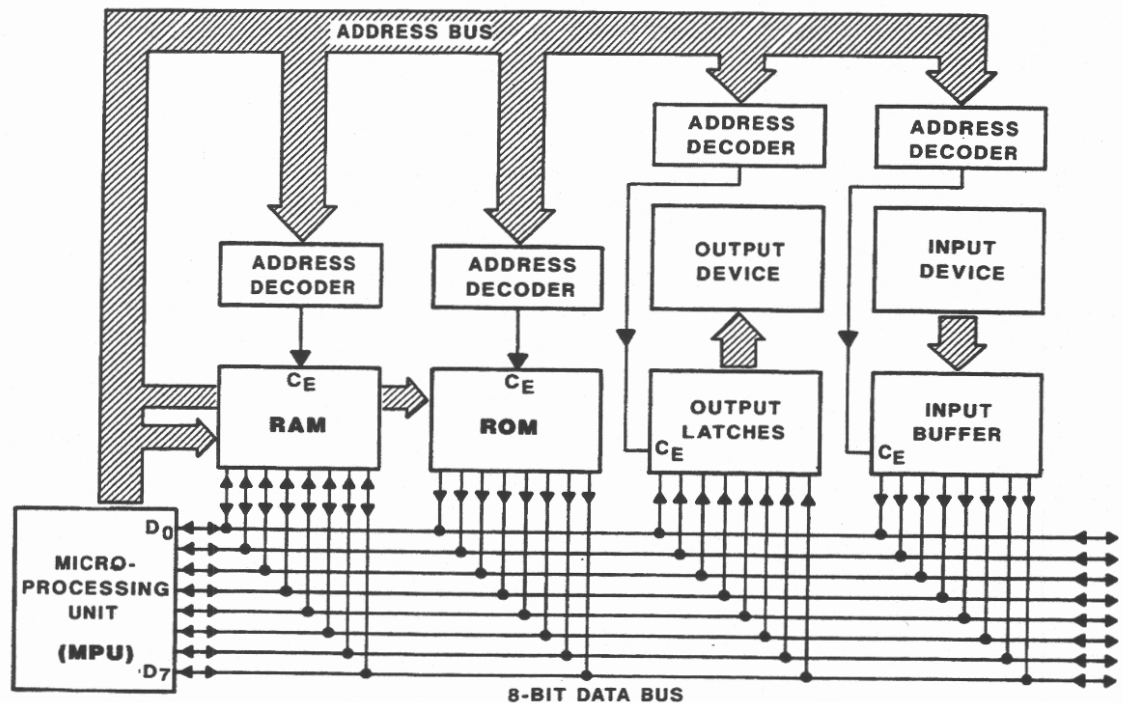 ADDRESS BUS
ADDRESS
DECODER
ADDRESS
DECODER
ADDRESS
DECODER
ADDRESS
DECODER
OUTPUT
DEVICE
INPUT
DEVICE
CE
RAM
CE
ROM
OUTPUT
LATCHES
CE
INPUT
BUFFER
CE
D0
MICRO-
PROCESSING
UNIT
(MPU)
D7
8-BIT DATA BUS